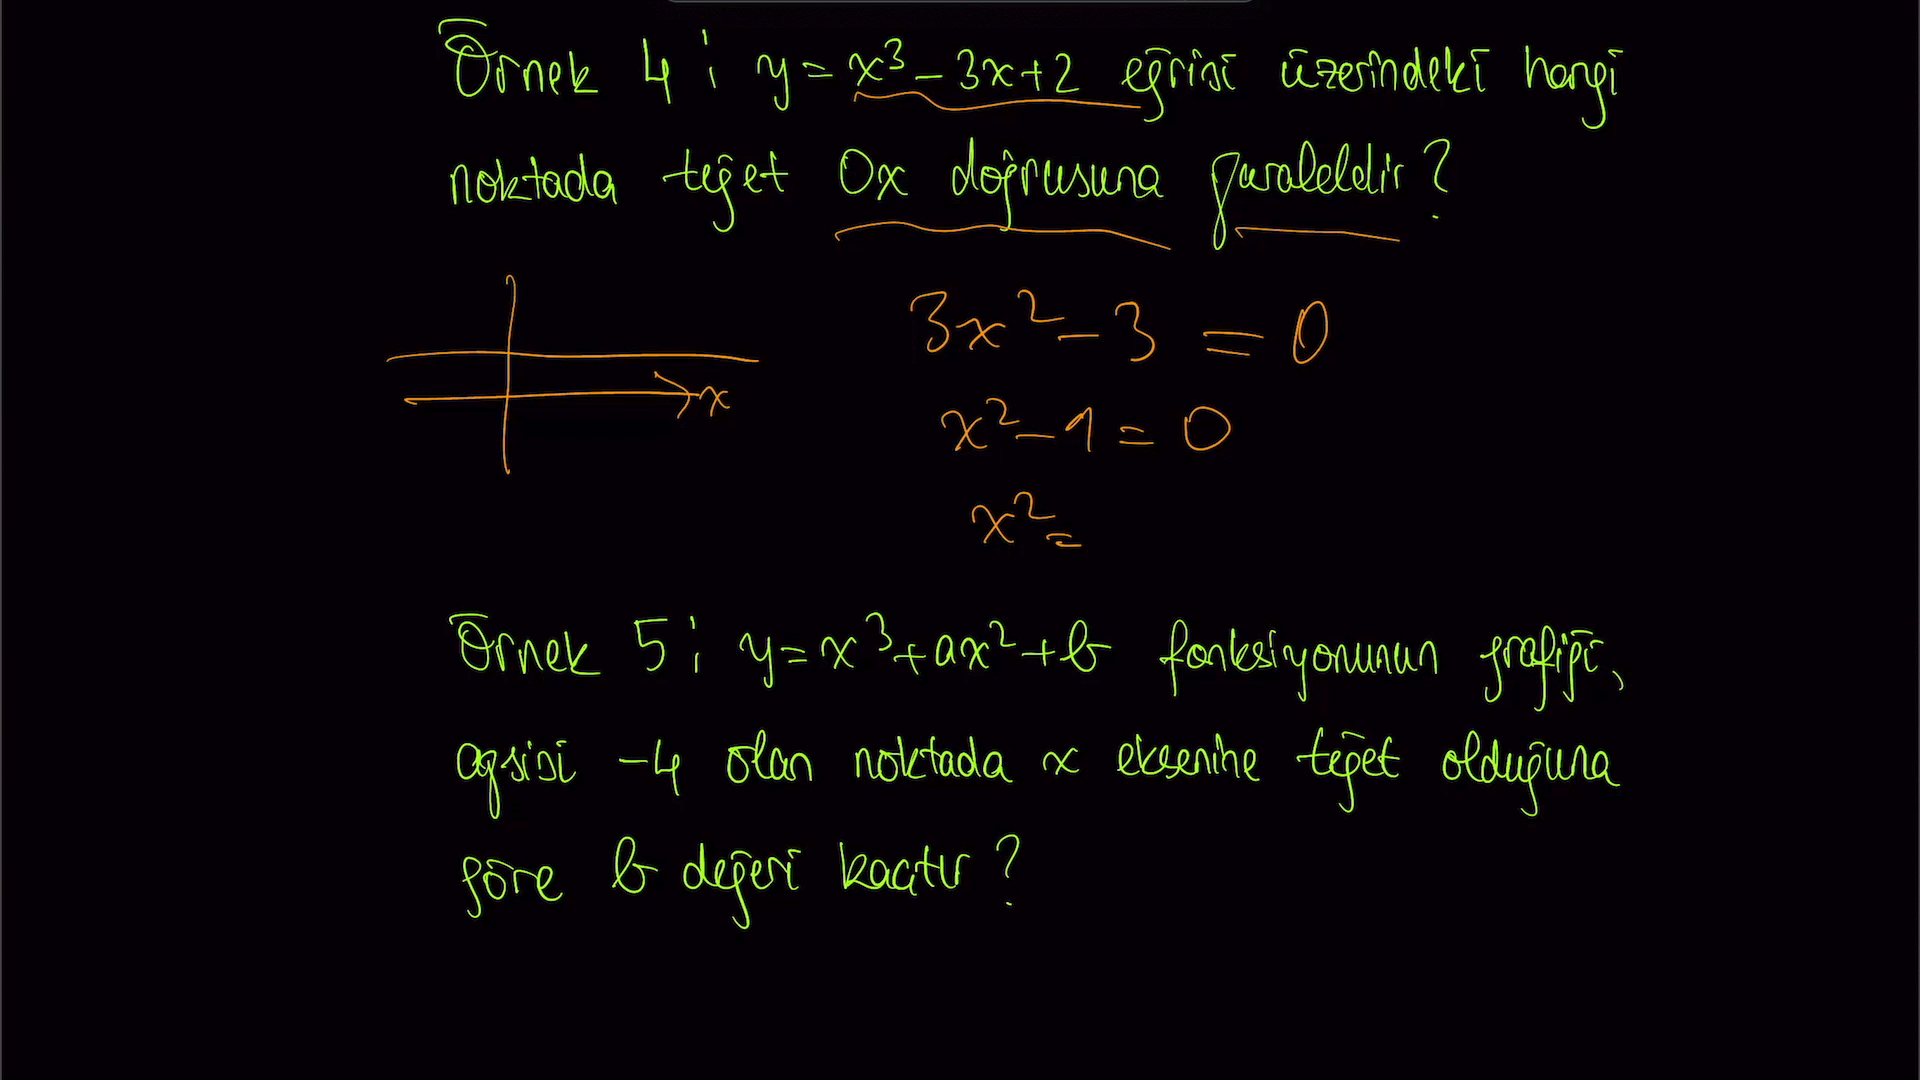 Örnek 4 : y = x³ - 3x + 2 eğrisi üzerindeki hangi
noktada teğet Ox doğrusuna paraleldir ?
3x² - 3 = 0
x
x² - 1 = 0
x² =
Örnek 5 : y = x³ + ax² + b fonksiyonunun grafiği,
apsisi -4 olan noktada x eksenine teğet olduğuna
göre b değeri kaçtır ?